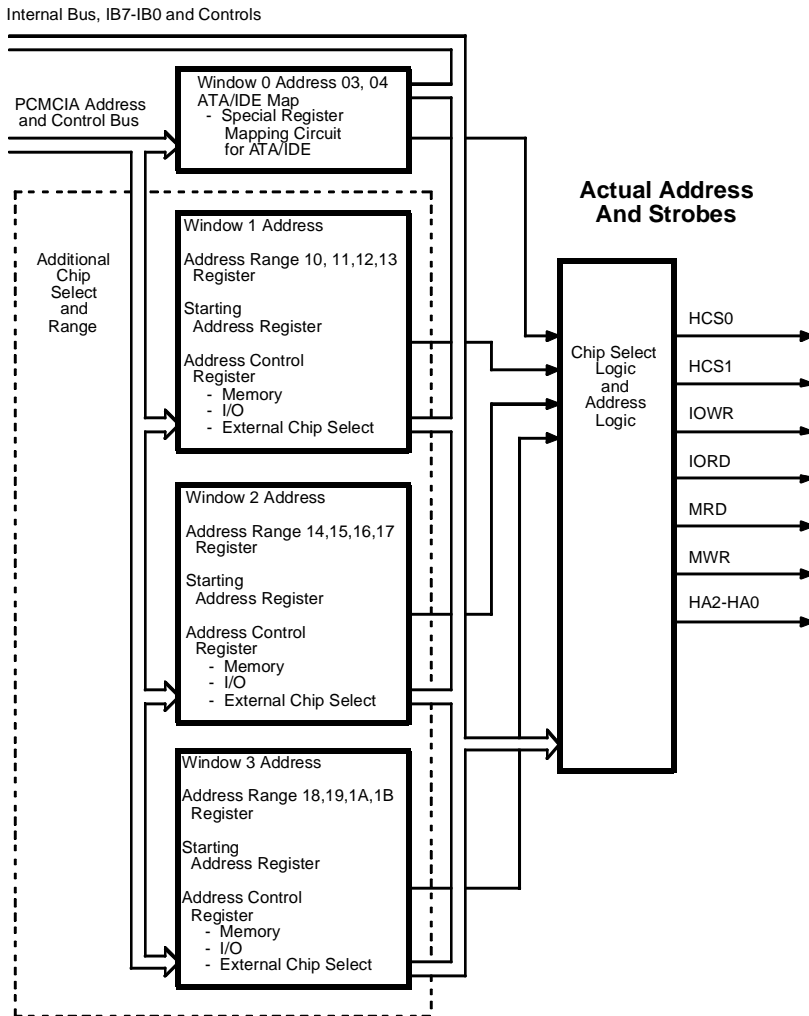 Internal Bus, IB7-IB0 and Controls
PCMCIA Address
and Control Bus
Window 0 Address 03, 04
ATA/IDE Map
- Special Register
Mapping Circuit
for ATA/IDE
Additional
Chip
Select
and
Range
Window 1 Address
Address Range 10, 11,12,13
Register
Starting
Address Register
Address Control
Register
- Memory
- I/O
- External Chip Select
Window 2 Address
Address Range 14,15,16,17
Register
Starting
Address Register
Address Control
Register
- Memory
- I/O
- External Chip Select
Window 3 Address
Address Range 18,19,1A,1B
Register
Starting
Address Register
Address Control
Register
- Memory
- I/O
- External Chip Select
Actual Address
And Strobes
Chip Select
Logic
and
Address
Logic
HCS0
HCS1
IOWR
IORD
MRD
MWR
HA2-HA0